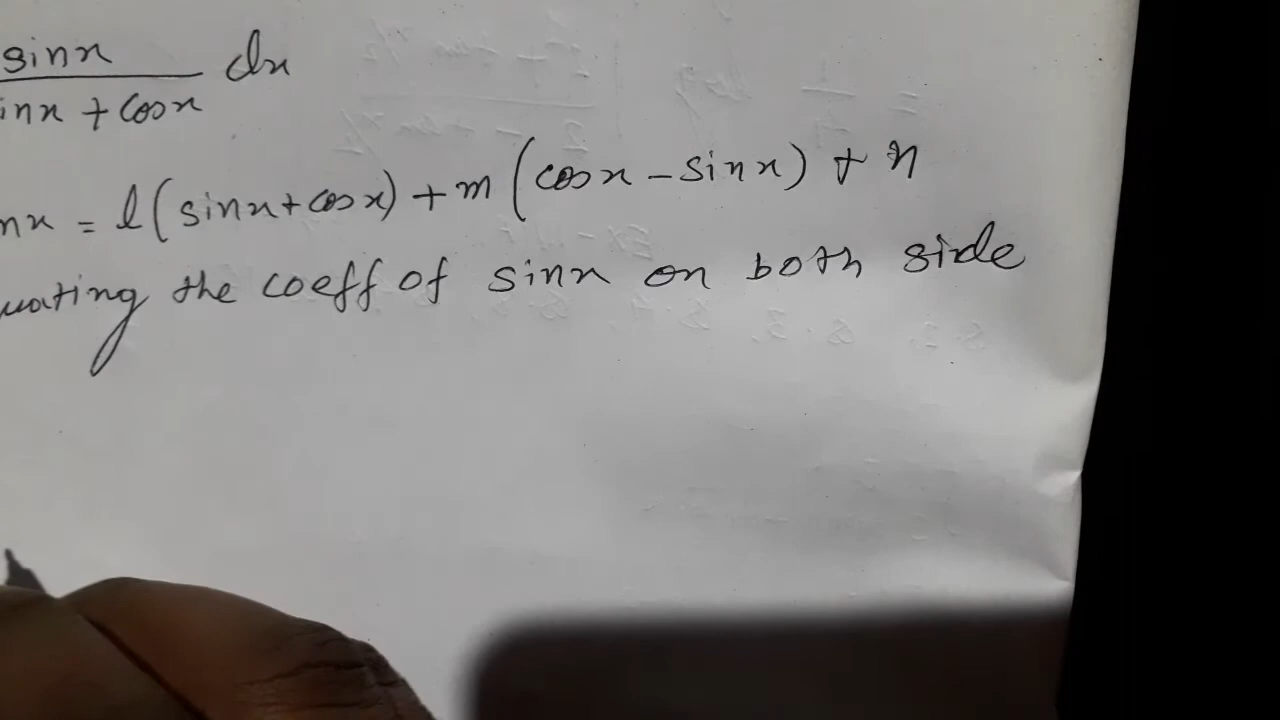 sinx dx
inx + cosx
nx = l(sinx+cosx) + m(cosx - sinx) + n
uating the coeff of sinx on both side